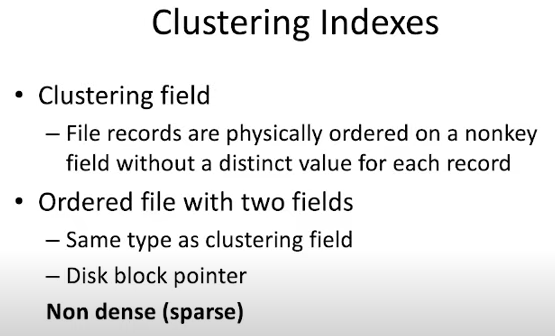 Clustering Indexes
• Clustering field
– File records are physically ordered on a nonkey
field without a distinct value for each record
• Ordered file with two fields
– Same type as clustering field
– Disk block pointer
Non dense (sparse)